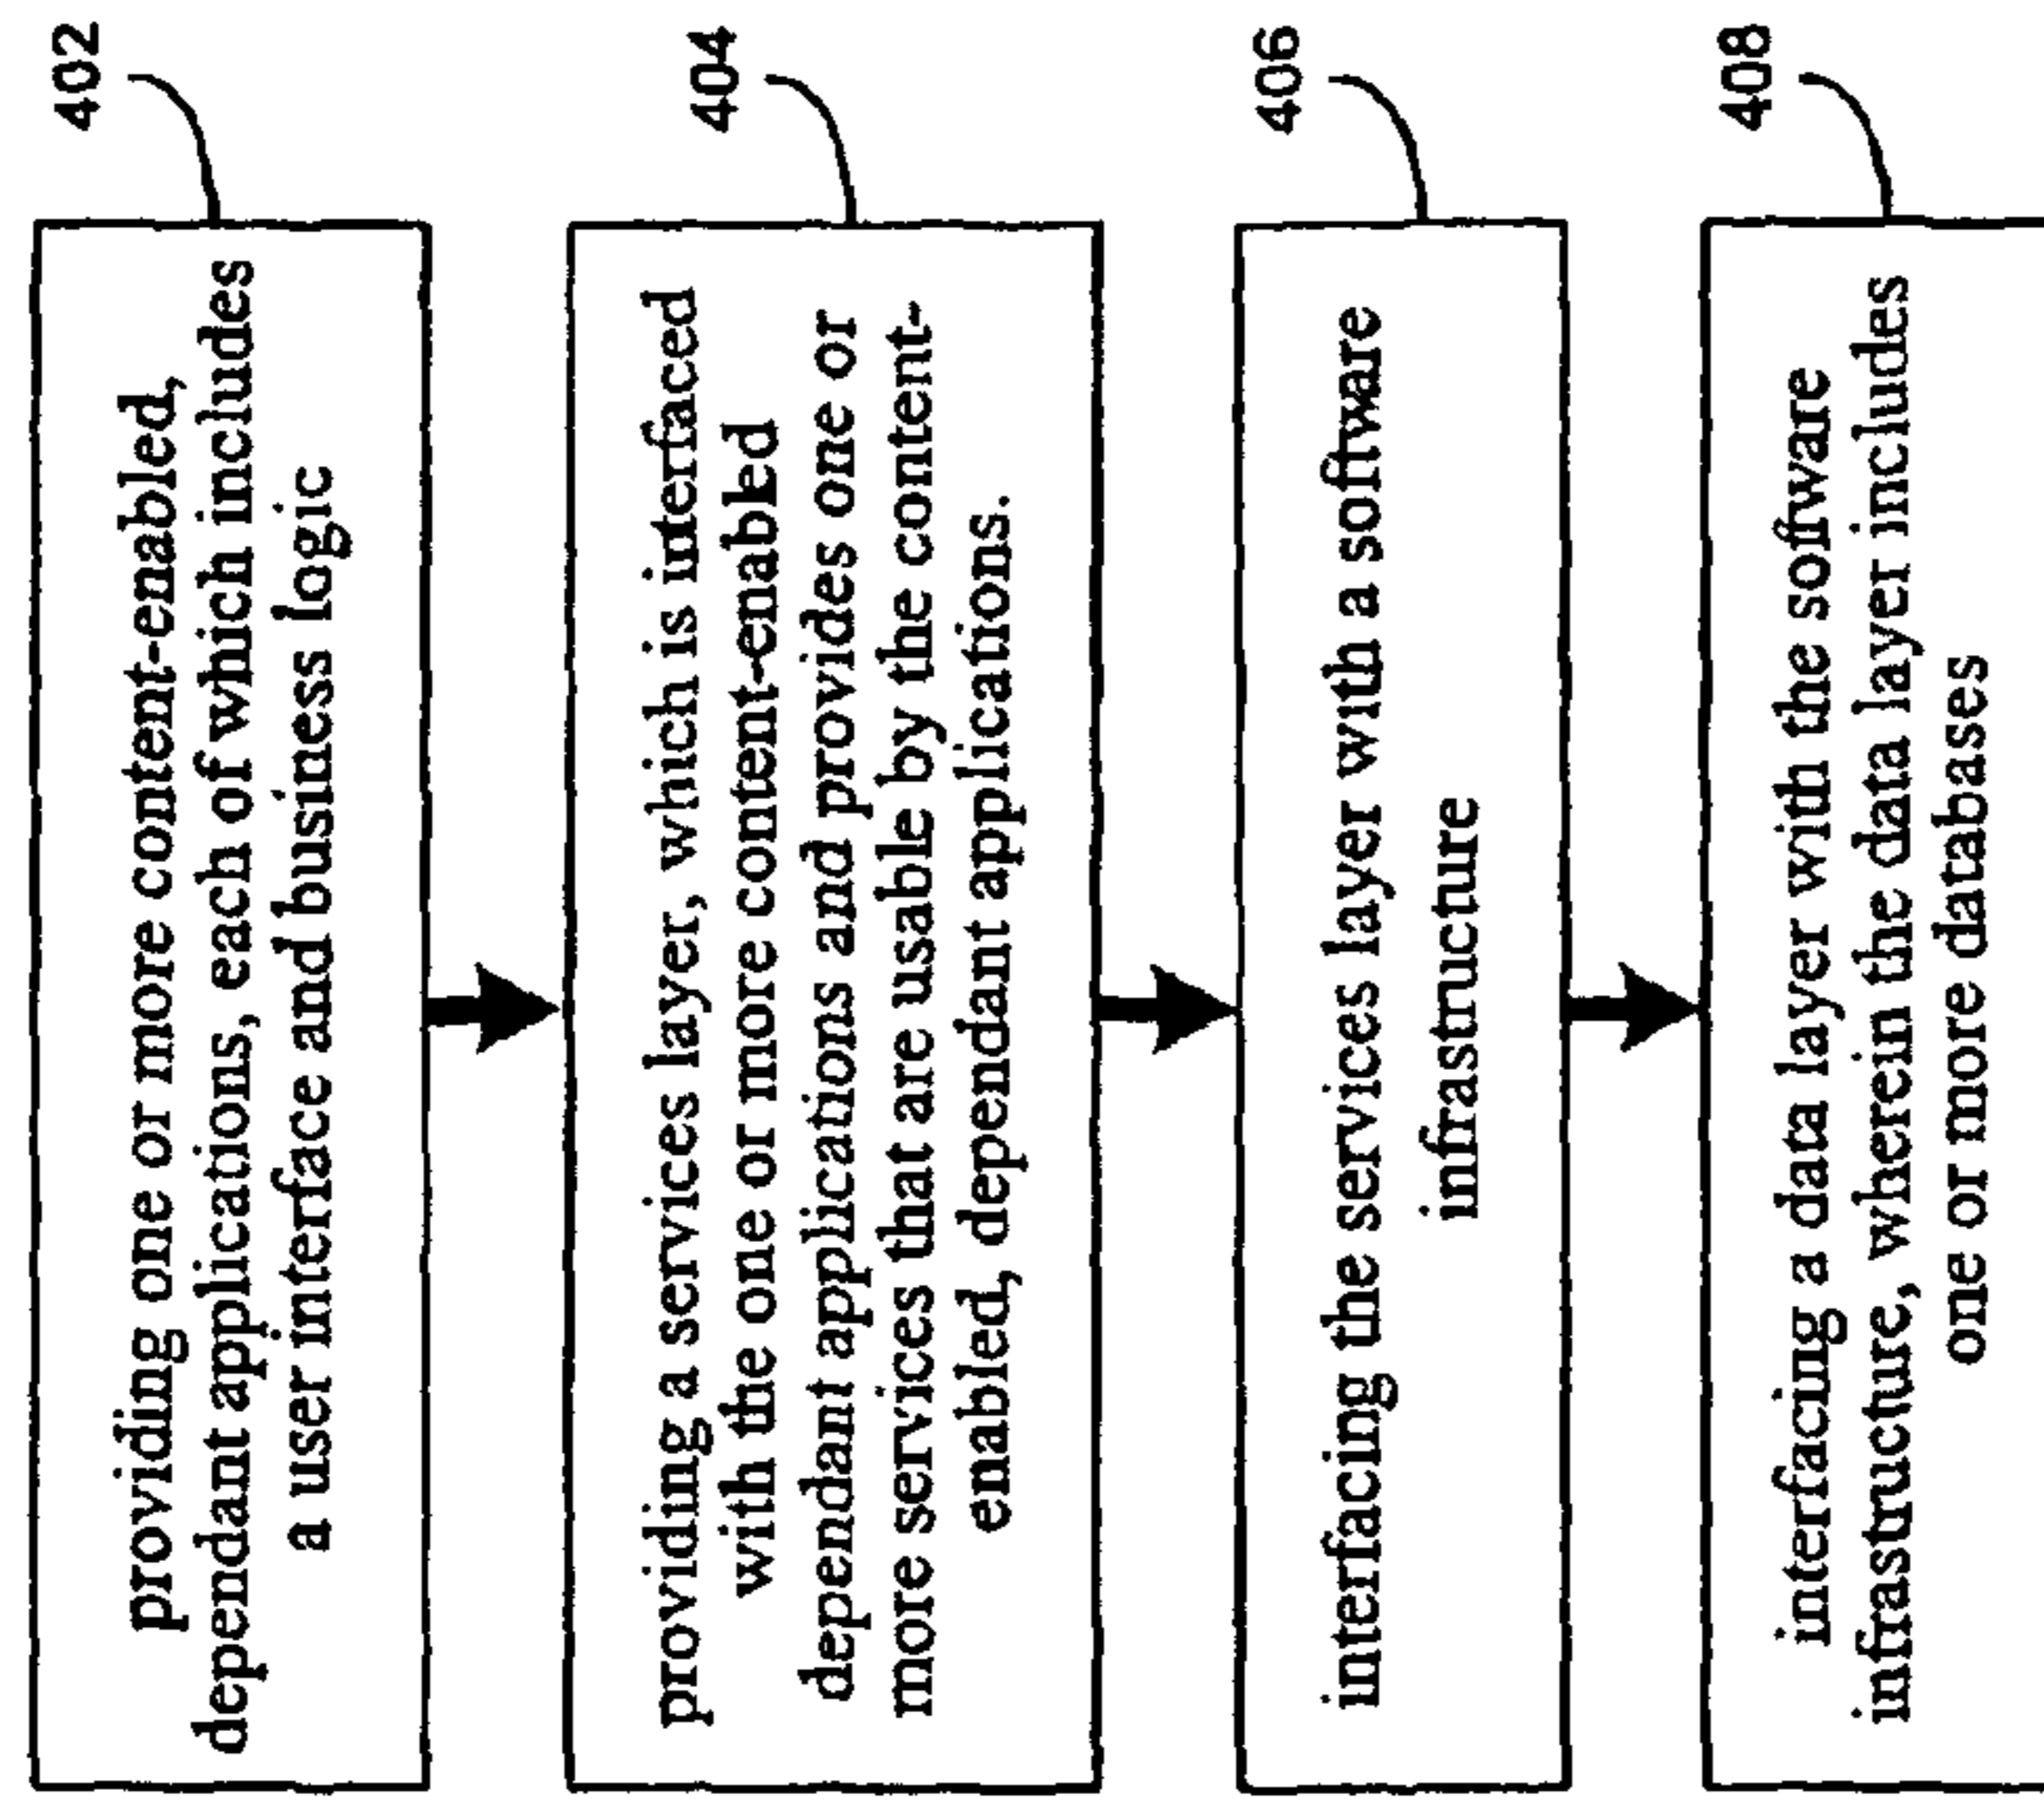 402
providing one or more content-enabled,
dependant applications, each of which includes
a user interface and business logic
404
providing a services layer, which is interfaced
with the one or more content-enabled
dependant applications and provides one or
more services that are usable by the content-
enabled, dependant applications.
406
interfacing the services layer with a software
infrastructure
408
interfacing a data layer with the software
infrastructure, wherein the data layer includes
one or more databases